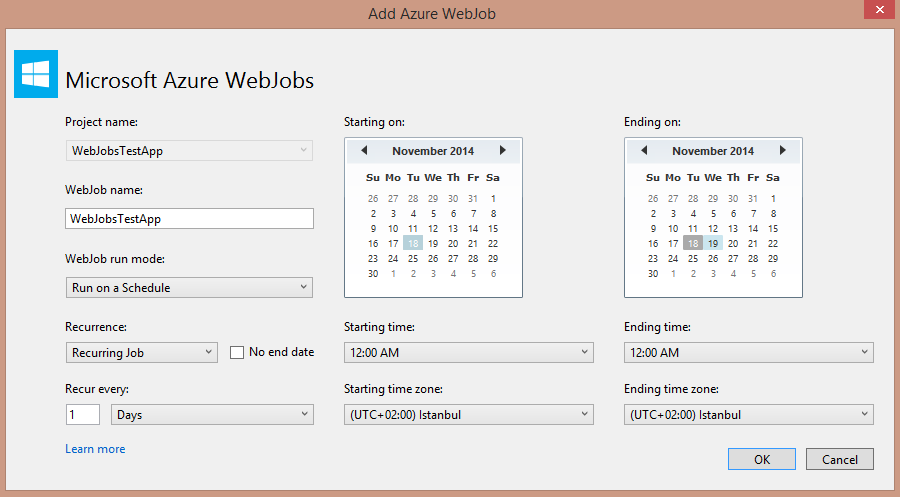 Add Azure WebJob
Microsoft Azure WebJobs
Project name:
WebJobsTestApp
WebJob name:
WebJobsTestApp
WebJob run mode:
Run on a Schedule
Recurrence:
Recurring Job
No end date
Recur every:
1 Days
Learn more
Starting on:
November 2014
Su Mo Tu We Th Fr Sa
26 27 28 29 30 31 1
2 3 4 5 6 7 8
9 10 11 12 13 14 15
16 17 18 19 20 21 22
23 24 25 26 27 28 29
30 1 2 3 4 5 6
Starting time:
12:00 AM
Starting time zone:
(UTC+02:00) Istanbul
Ending on:
November 2014
Su Mo Tu We Th Fr Sa
26 27 28 29 30 31 1
2 3 4 5 6 7 8
9 10 11 12 13 14 15
16 17 18 19 20 21 22
23 24 25 26 27 28 29
30 1 2 3 4 5 6
Ending time:
12:00 AM
Ending time zone:
(UTC+02:00) Istanbul
OK
Cancel